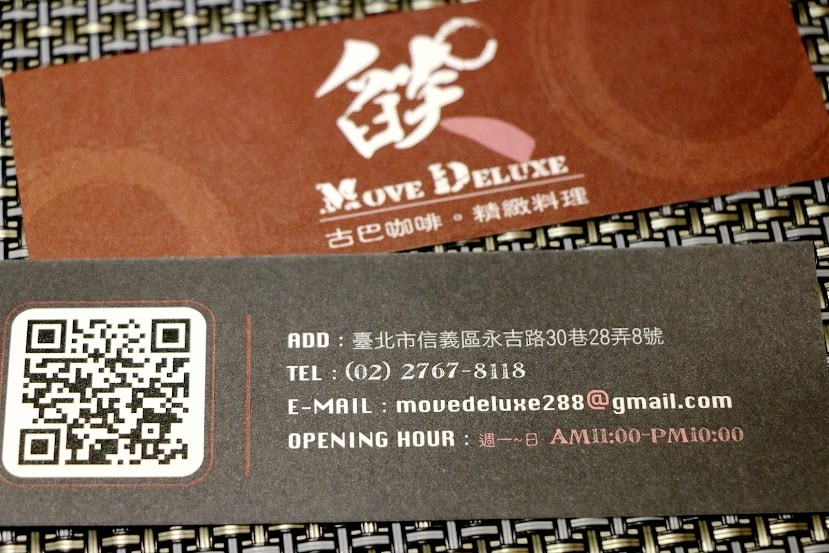 MOVE DELUXE
古巴咖啡。精緻料理
ADD：臺北市信義區永吉路30巷28弄8號
TEL：(02) 2767-8118
E-MAIL：movedeluxe288@gmail.com
OPENING HOUR：週一~日 AM11:00-PM10:00